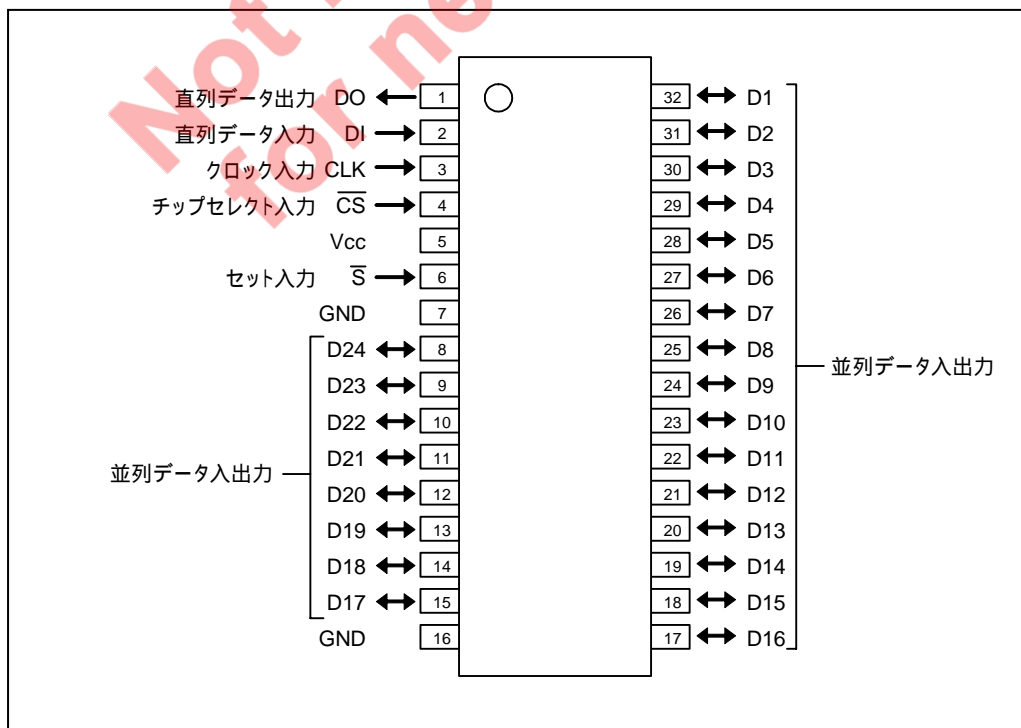 Not
for ne
直列データ出力 DO 1 32 D1
直列データ入力 DI 2 31 D2
クロック入力 CLK 3 30 D3
チップセレクト入力 CS 4 29 D4
Vcc 5 28 D5
セット入力 S 6 27 D6
GND 7 26 D7
D24 8 25 D8
並列データ入出力
D23 9 24 D9
D22 10 23 D10
D21 11 22 D11
並列データ入出力
D20 12 21 D12
D19 13 20 D13
D18 14 19 D14
D17 15 18 D15
GND 16 17 D16